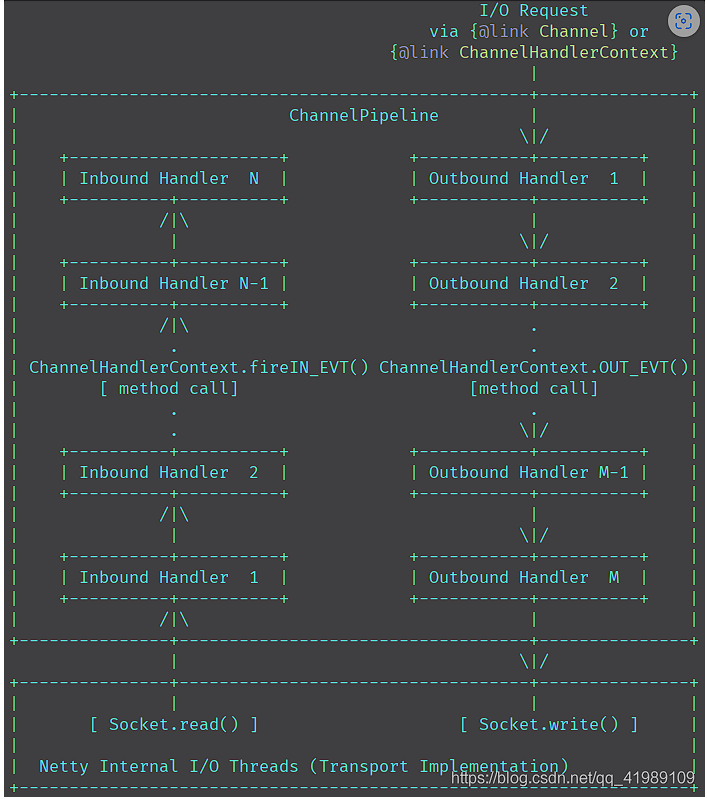 I/O Request
via {@link Channel} or
{@link ChannelHandlerContext}
ChannelPipeline
Inbound Handler N Outbound Handler 1
Inbound Handler N-1 Outbound Handler 2
. .
ChannelHandlerContext.fireIN_EVT() ChannelHandlerContext.OUT_EVT()
[ method call] [method call]
. .
Inbound Handler 2 Outbound Handler M-1
Inbound Handler 1 Outbound Handler M
[ Socket.read() ] [ Socket.write() ]
Netty Internal I/O Threads (Transport Implementation)
https://blog.csdn.net/qq_41989109